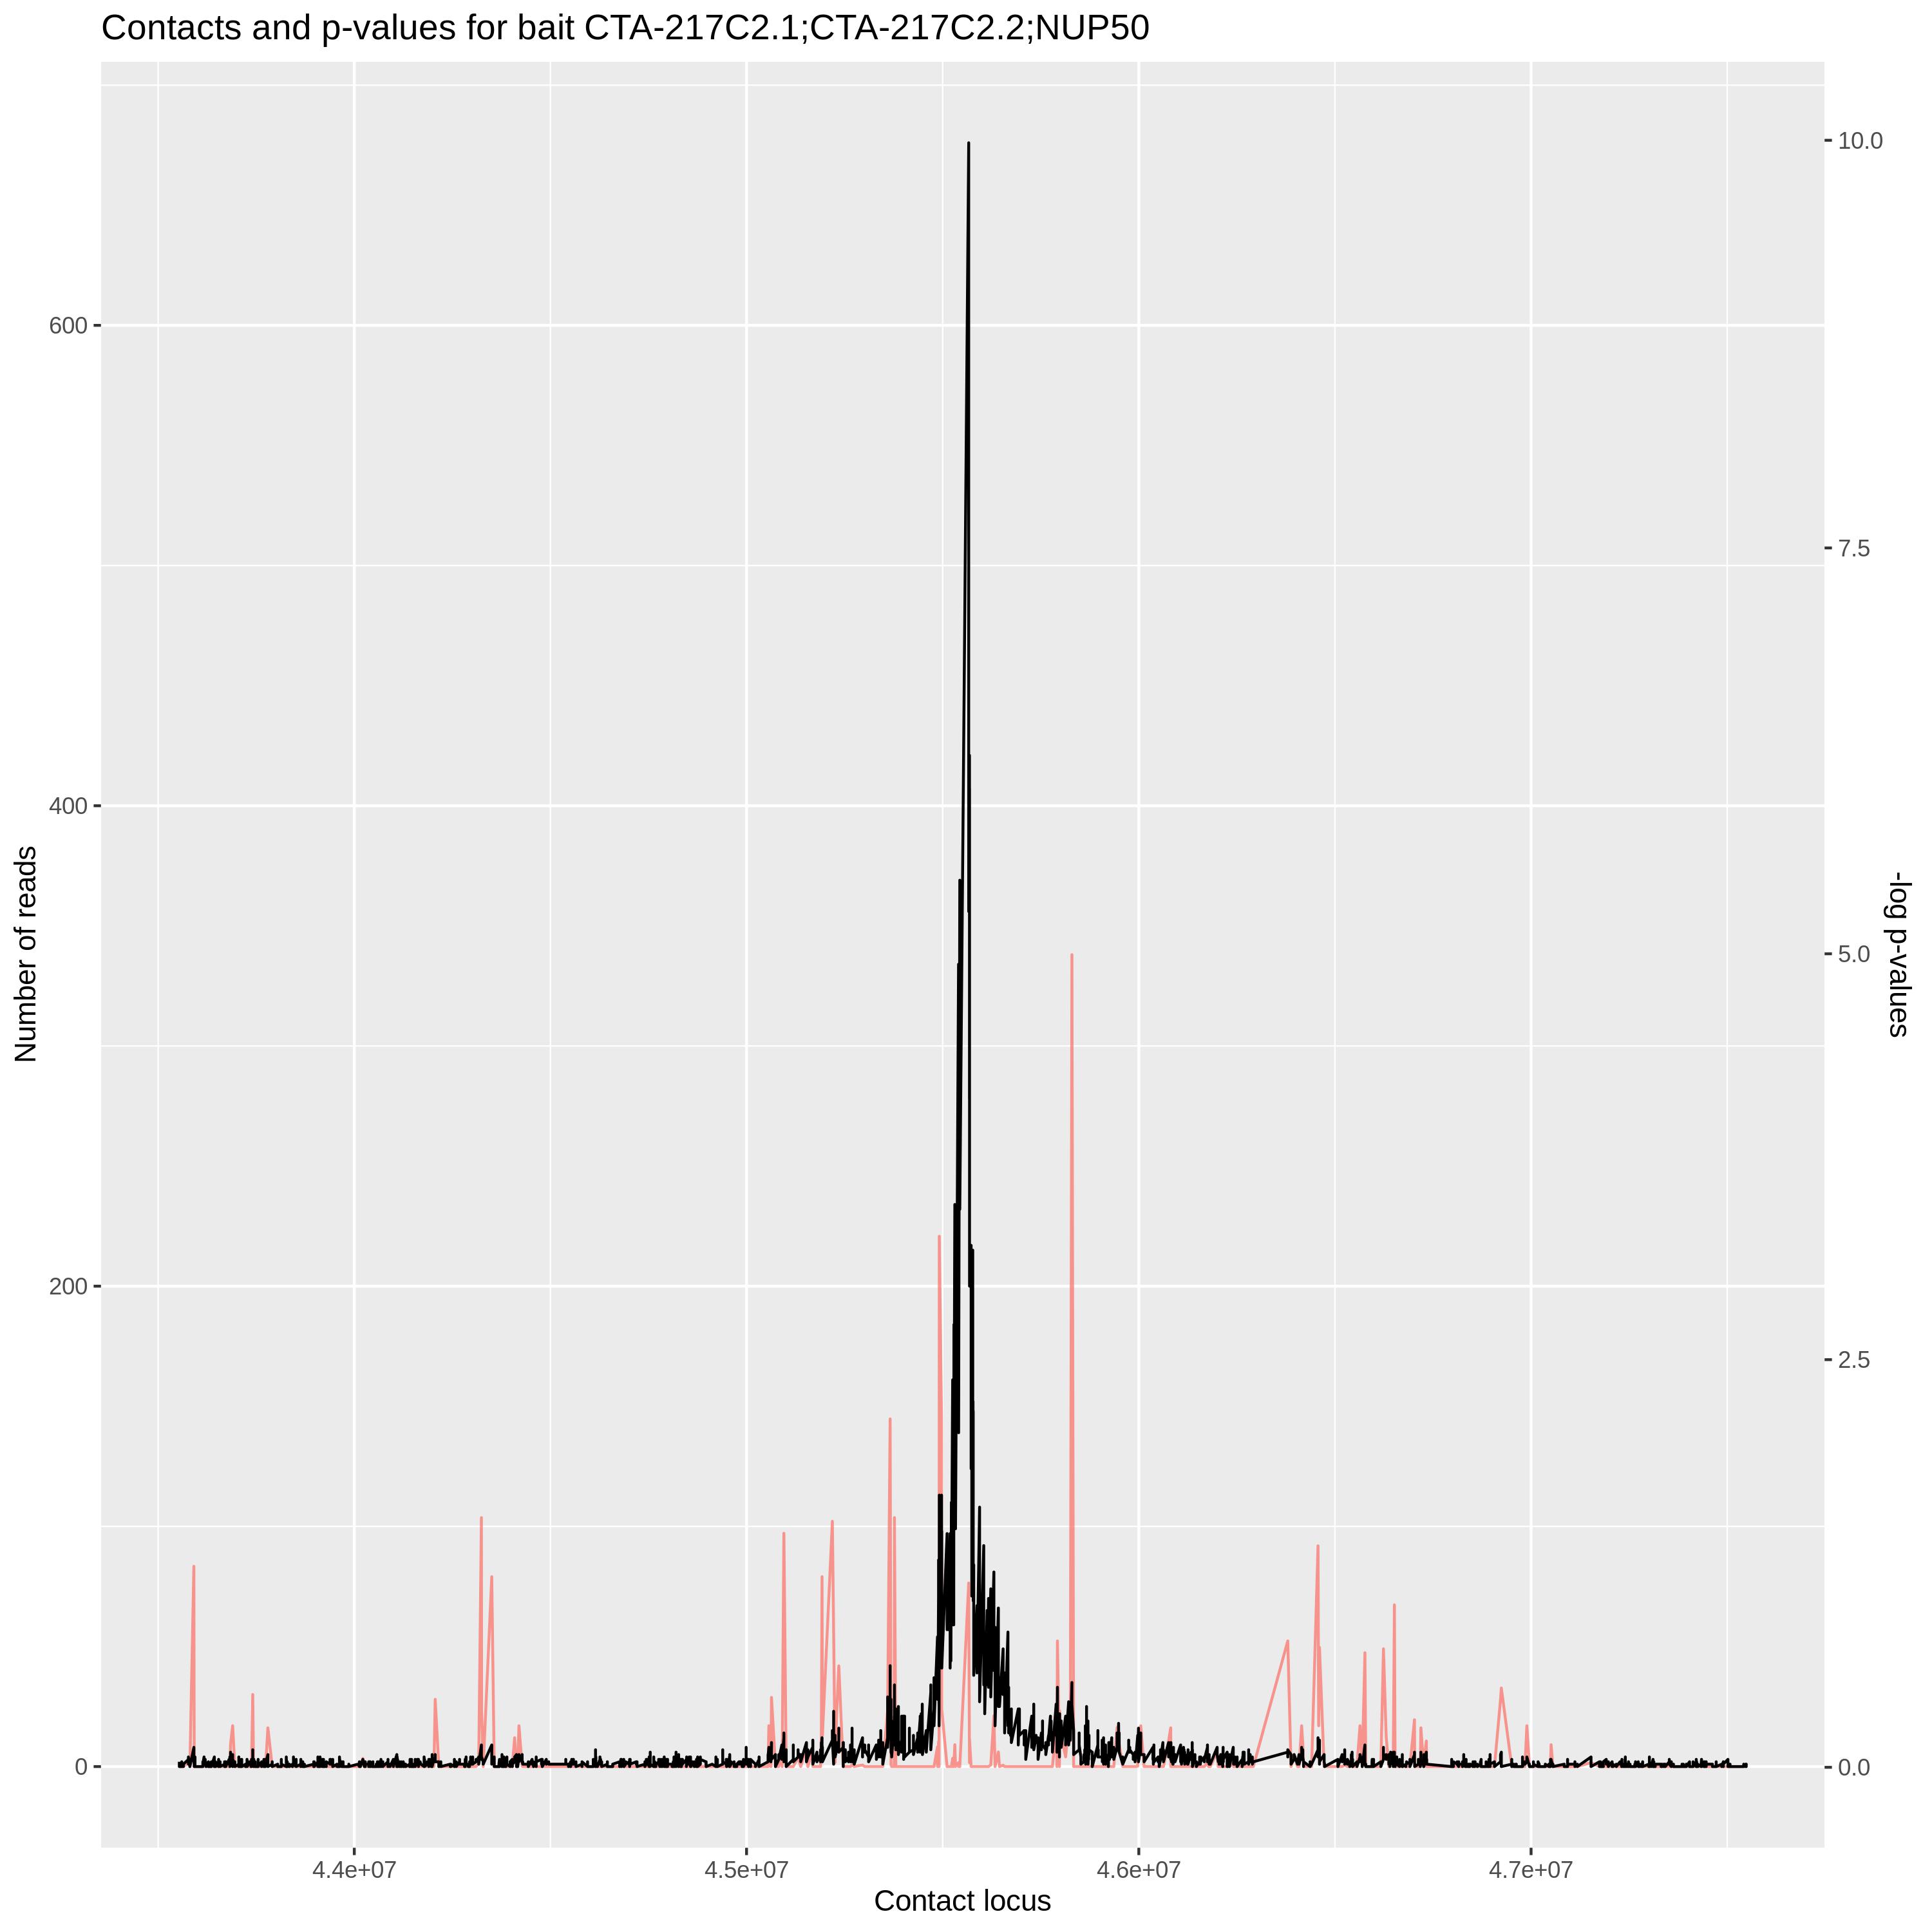 Contacts and p-values for bait CTA-217C2.1;CTA-217C2.2;NUP50
10.0
600
7.5
400
Number of reads
-log p-values
5.0
200
2.5
0
0.0
4.4e+07
4.5e+07
4.6e+07
4.7e+07
Contact locus